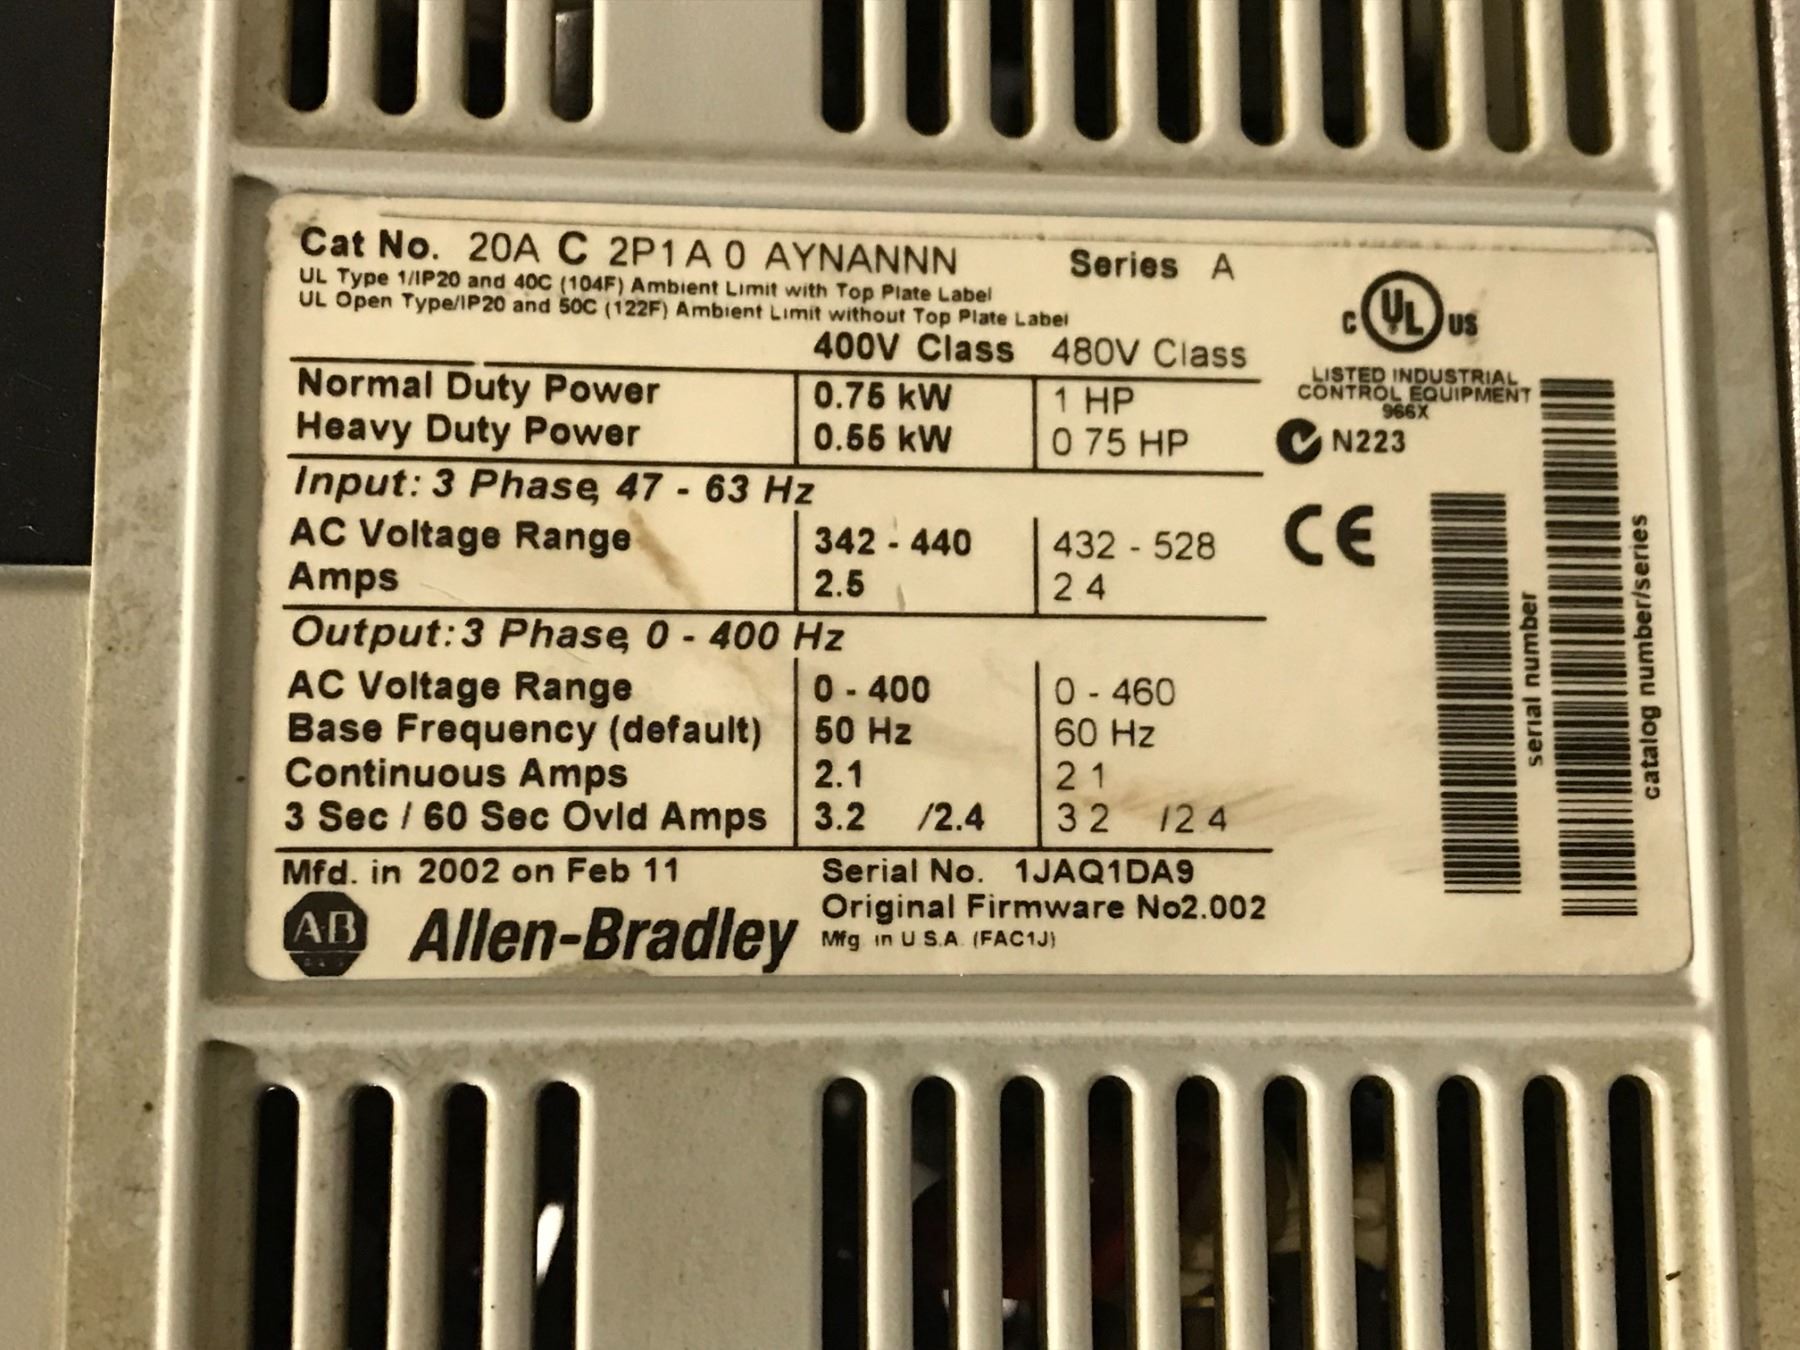 Cat No. 20A C 2P1 A 0 AYNANNN Series A
UL Type 1/IP20 and 40C (104F) Ambient Limit with Top Plate Label
UL Open Type/IP20 and 50C (122F) Ambient Limit without Top Plate Label
400V Class 480V Class
Normal Duty Power 0.75 kW 1 HP
Heavy Duty Power 0.55 kW 0 75 HP
Input: 3 Phase, 47 - 63 Hz
AC Voltage Range 342 - 440 432 - 528
Amps 2.5 2 4
Output: 3 Phase, 0 - 400 Hz
AC Voltage Range 0 - 400 0 - 460
Base Frequency (default) 50 Hz 60 Hz
Continuous Amps 2.1 2 1
3 Sec / 60 Sec Ovld Amps 3.2 /2.4 3 2 /2 4
Mfd. in 2002 on Feb 11 Serial No. 1JAQ1DA9
Original Firmware No2.002
AB Allen-Bradley Mfg in U S.A. (FAC1J)
C UL US
LISTED INDUSTRIAL
CONTROL EQUIPMENT
966X
N223
CE
serial number
catalog number/series